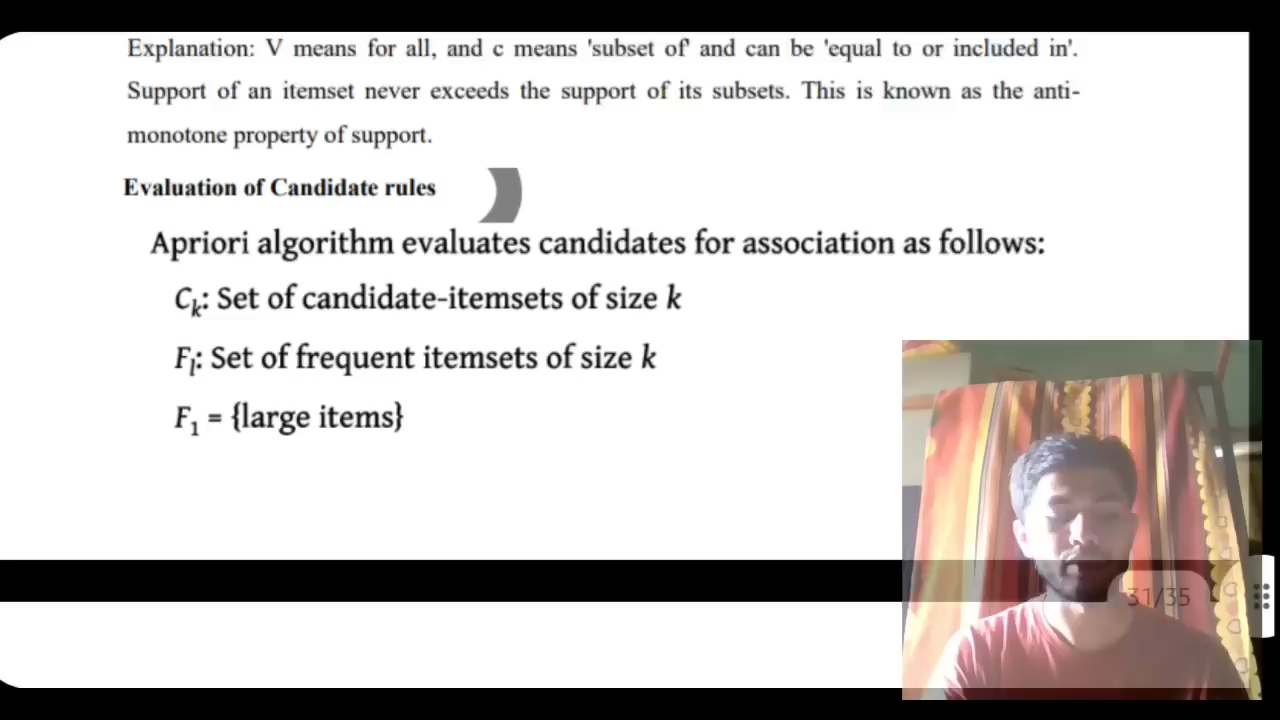 Explanation: V means for all, and c means 'subset of' and can be 'equal to or included in'.
Support of an itemset never exceeds the support of its subsets. This is known as the anti-
monotone property of support.
Evaluation of Candidate rules
Apriori algorithm evaluates candidates for association as follows:
Ck: Set of candidate-itemsets of size k
Fl: Set of frequent itemsets of size k
F1 = {large items}
31/35